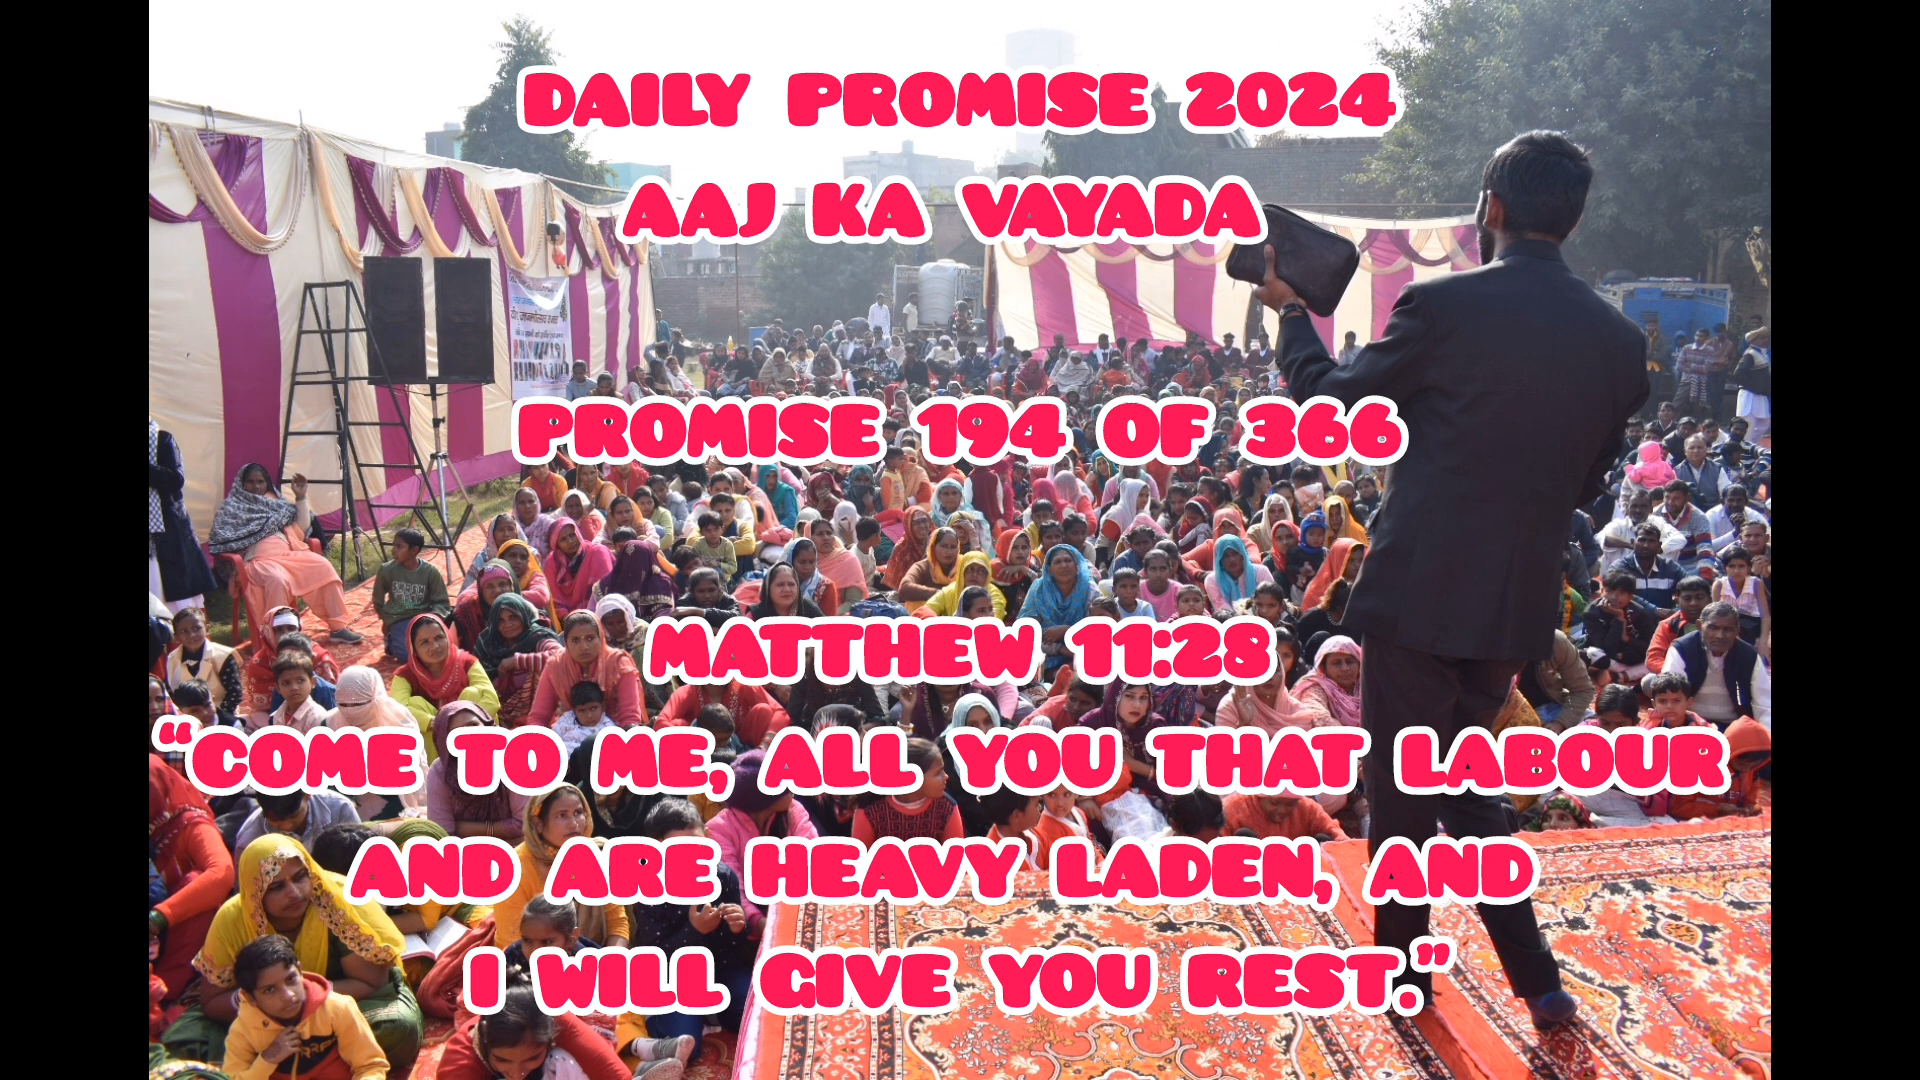 DAILY PROMISE 2024
AAJ KA VAYADA
PROMISE 194 OF 366
MATTHEW 11:28
“COME TO ME, ALL YOU THAT LABOUR
AND ARE HEAVY LADEN, AND
I WILL GIVE YOU REST.”